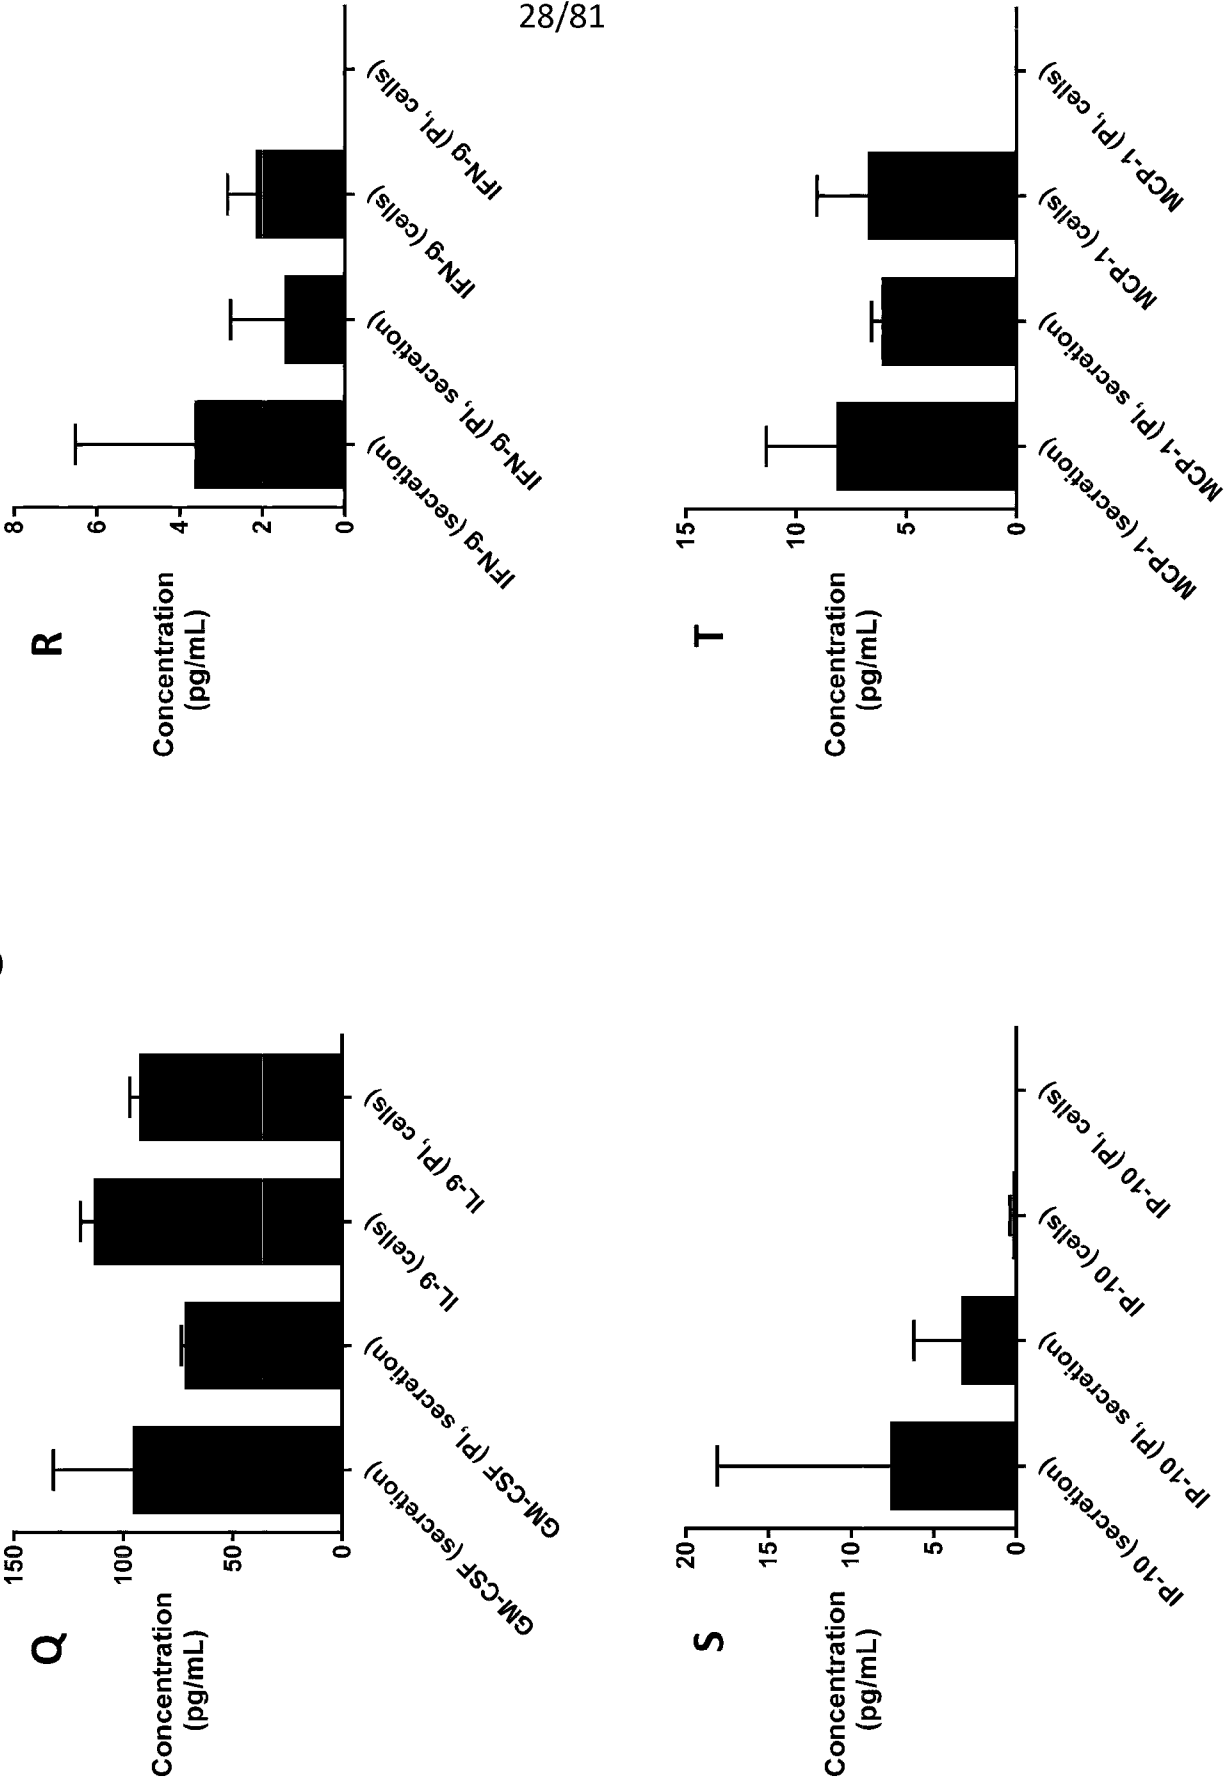 28/81
Q
Concentration
(pg/mL)
150
100
50
0
GM-CSF (secretion)
GM-CSF (PI, secretion)
IL-9 (cells)
IL-9 (PI, cells)
R
Concentration
(pg/mL)
8
6
4
2
0
IFN-g (secretion)
IFN-g (PI, secretion)
IFN-g (cells)
IFN-g (PI, cells)
S
Concentration
(pg/mL)
20
15
10
5
0
IP-10 (secretion)
IP-10 (PI, secretion)
IP-10 (cells)
IP-10 (PI, cells)
T
Concentration
(pg/mL)
15
10
5
0
MCP-1 (secretion)
MCP-1 (PI, secretion)
MCP-1 (cells)
MCP-1 (PI, cells)